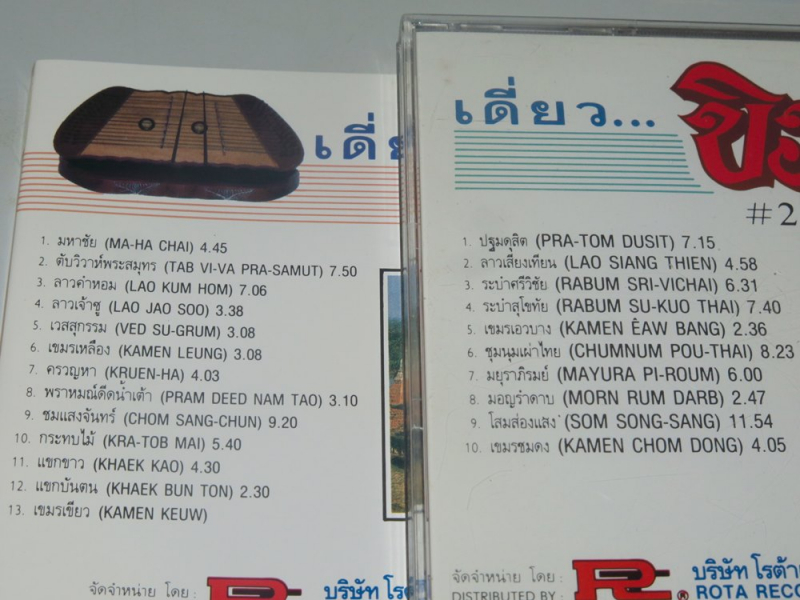 เดี่ย
1. มหาชัย (MA-HA CHAI) 4.45
2. ตับวิวาห์พระสมุทร (TAB VI-VA PRA-SAMUT) 7.50
3. ลาวคำหอม (LAO KUM HOM) 7.06
4. ลาวเจ้าซู (LAO JAO SOO) 3.38
5. เวสสุกรรม (VED SU-GRUM) 3.08
6. เขมรเหลือง (KAMEN LEUNG) 3.08
7. ครวญหา (KRUEN-HA) 4.03
8. พราหมณ์ดีดน้ำเต้า (PRAM DEED NAM TAO) 3.10
9. ชมแสงจันทร์ (CHOM SANG-CHUN) 9.20
10. กระทบไม้ (KRA-TOB MAI) 5.40
11. แขกขาว (KHAEK KAO) 4.30
12. แขกบันตน (KHAEK BUN TON) 2.30
13. เขมรเขียว (KAMEN KEUW)
จัดจำหน่าย โดย :
บริษัท โรต้
เดี่ยว...
#2
1. ปฐมดุสิต (PRA-TOM DUSIT) 7.15
2. ลาวเสี่ยงเทียน (LAO SIANG THIEN) 4.58
3. ระบำศรีวิชัย (RABUM SRI-VICHAI) 6.31
4. ระบำสุโขทัย (RABUM SU-KUO THAI) 7.40
5. เขมรเอวบาง (KAMEN ÊAW BANG) 2.36
6. ชุมนุมเผ่าไทย (CHUMNUM POU-THAI) 8.23
7. มยุราภิรมย์ (MAYURA PI-ROUM) 6.00
8. มอญรำดาบ (MORN RUM DARB) 2.47
9. โสมส่องแสง (SOM SONG-SANG) 11.54
10. เขมรชมดง (KAMEN CHOM DONG) 4.05
จัดจำหน่าย โดย :
DISTRIBUTED BY :
®
บริษัท โรต้า
ROTA RECO